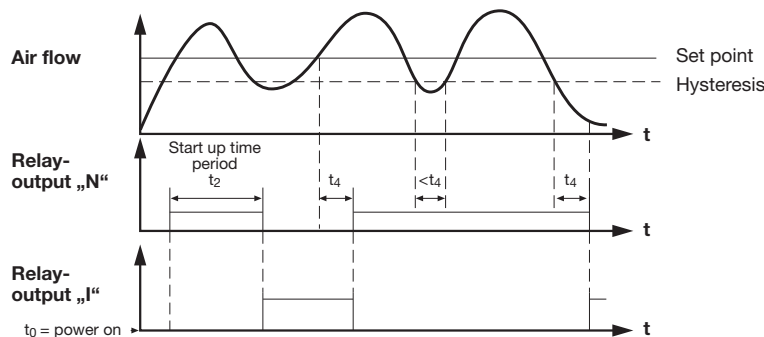 Air flow
Set point
Hysteresis
t
Relay-
output „N“
Start up time
period
t2
t4
<t4
t4
t
Relay-
output „I“
t0 = power on
t